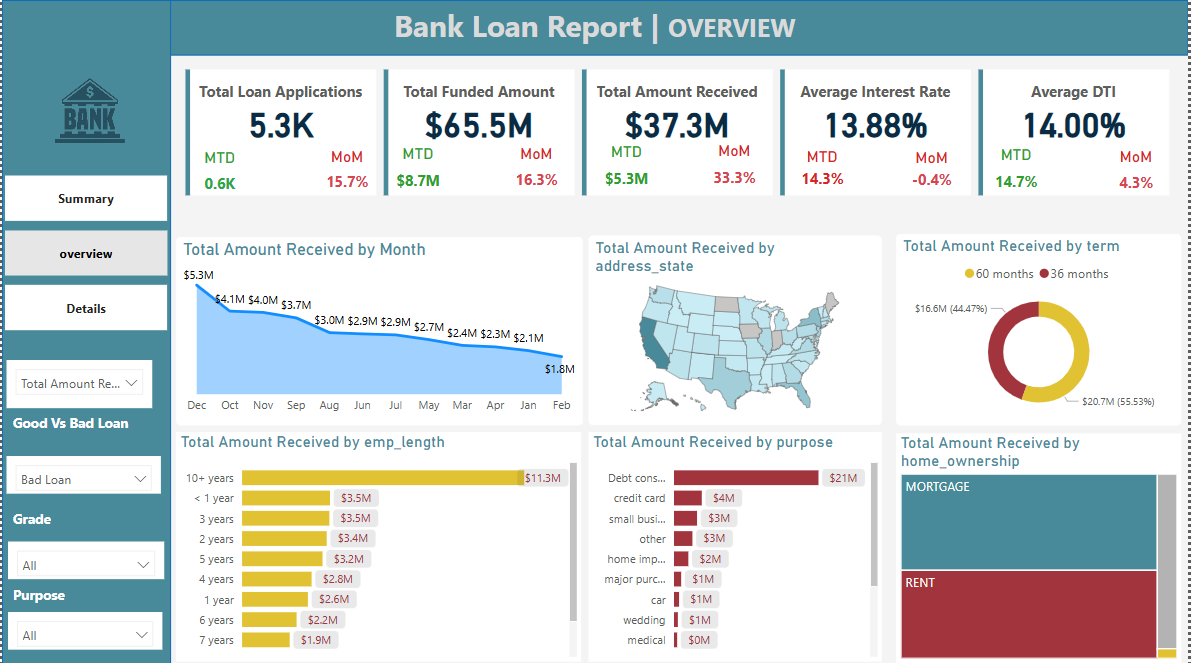 Bank Loan Report | OVERVIEW
$
BANK
Summary
overview
Details
Total Amount Re...
Good Vs Bad Loan
Bad Loan
Grade
All
Purpose
All
Total Loan Applications
5.3K
MTD MoM
0.6K 15.7%
Total Funded Amount
$65.5M
MTD MoM
$8.7M 16.3%
Total Amount Received
$37.3M
MTD MoM
$5.3M 33.3%
Average Interest Rate
13.88%
MTD MoM
14.3% -0.4%
Average DTI
14.00%
MTD MoM
14.7% 4.3%
Total Amount Received by Month
$5.3M
$4.1M $4.0M $3.7M
$3.0M $2.9M $2.9M $2.7M $2.4M $2.3M $2.1M
$1.8M
Dec Oct Nov Sep Aug Jun Jul May Mar Apr Jan Feb
Total Amount Received by
address_state
Total Amount Received by term
60 months 36 months
$16.6M (44.47%)
$20.7M (55.53%)
Total Amount Received by emp_length
10+ years $11.3M
< 1 year $3.5M
3 years $3.5M
2 years $3.4M
5 years $3.2M
4 years $2.8M
1 year $2.6M
6 years $2.2M
7 years $1.9M
Total Amount Received by purpose
Debt cons... $21M
credit card $4M
small busi... $3M
other $3M
home imp... $2M
major purc... $1M
car $1M
wedding $1M
medical $0M
Total Amount Received by
home_ownership
MORTGAGE
RENT